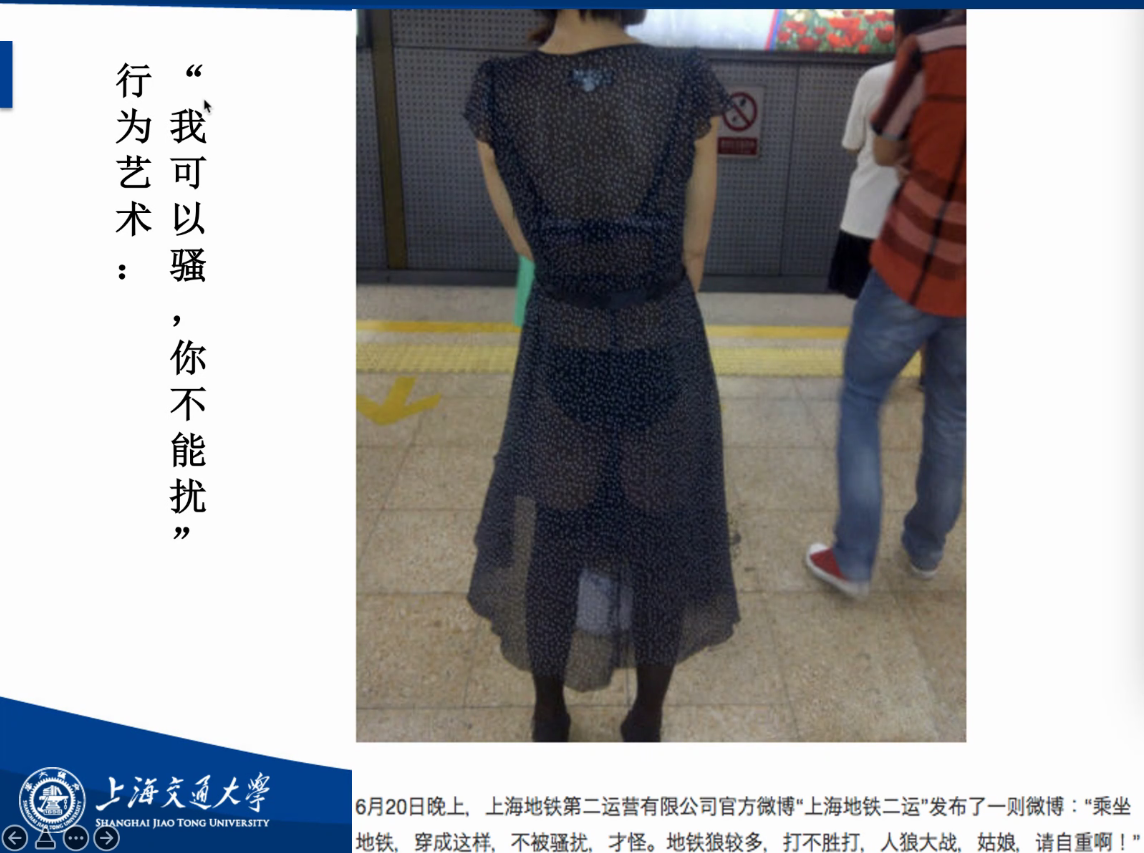 行为艺术：
“我可以骚，你不能扰”
上海交通大学
SHANGHAI JIAO TONG UNIVERSITY
6月20日晚上，上海地铁第二运营有限公司官方微博“上海地铁二运”发布了一则微博：“乘坐
地铁，穿成这样，不被骚扰，才怪。地铁狼较多，打不胜打，人狼大战，姑娘，请自重啊！”